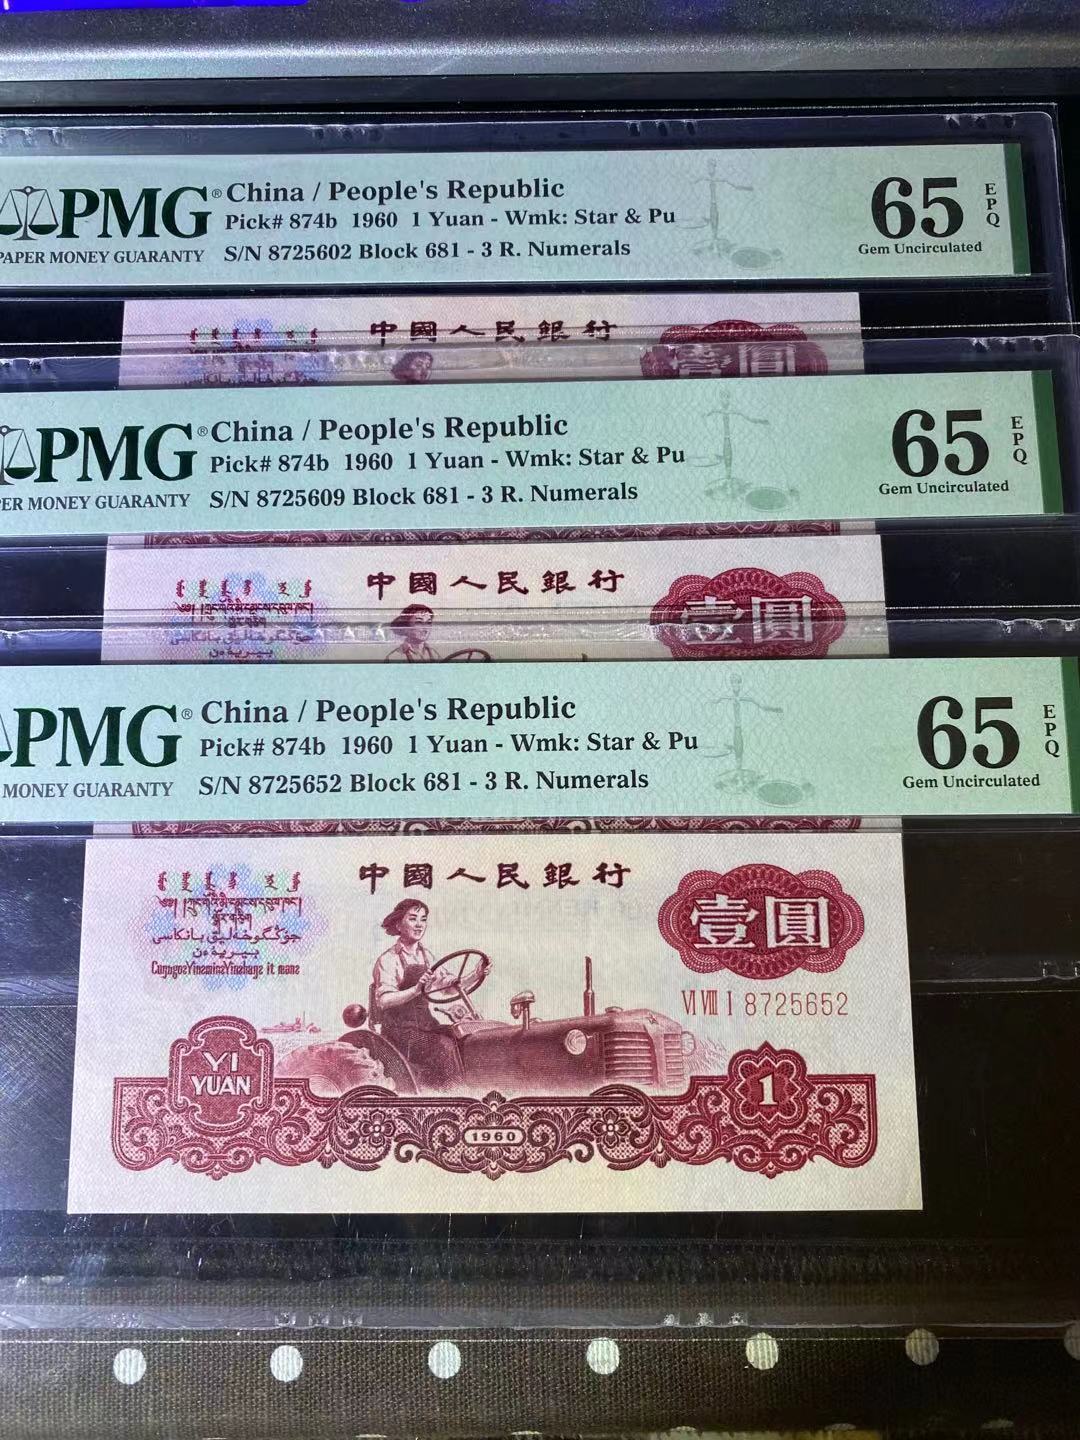 PMG® China / People's Republic
Pick# 874b 1960 1 Yuan - Wmk: Star & Pu
PAPER MONEY GUARANTY S/N 8725602 Block 681 - 3 R. Numerals
65 EPQ
Gem Uncirculated
中國人民銀行
壹圓
PMG® China / People's Republic
Pick# 874b 1960 1 Yuan - Wmk: Star & Pu
MONEY GUARANTY S/N 8725609 Block 681 - 3 R. Numerals
65 EPQ
Gem Uncirculated
中國人民銀行
壹圓
PMG® China / People's Republic
Pick# 874b 1960 1 Yuan - Wmk: Star & Pu
MONEY GUARANTY S/N 8725652 Block 681 - 3 R. Numerals
65 EPQ
Gem Uncirculated
中國人民銀行
壹圓
VI VIII I 8725652
YI
YUAN
1
1960